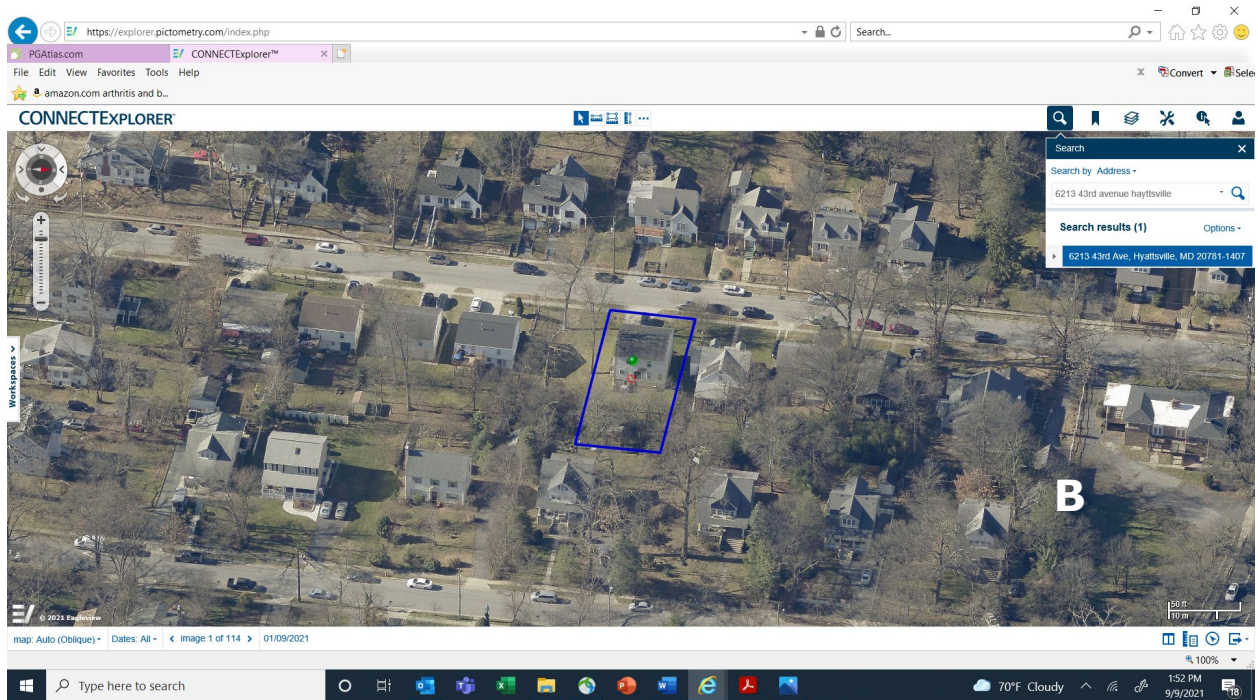 https://explorer.pictometry.com/index.php
Search...
PGAtlas.com
CONNECTExplorer™
File Edit View Favorites Tools Help
x Convert Sele
amazon.com arthritis and b...
CONNECTEXPLORER
Search
Search by Address
6213 43rd avenue hayttsville
Search results (1) Options
6213 43rd Ave, Hyattsville, MD 20781-1407
Workspaces
B
50 ft
10 m
© 2021 Eagleview
map: Auto (Oblique) Dates: All < image 1 of 114 > 01/09/2021
100%
Type here to search
70°F Cloudy
1:52 PM
9/9/2021
18